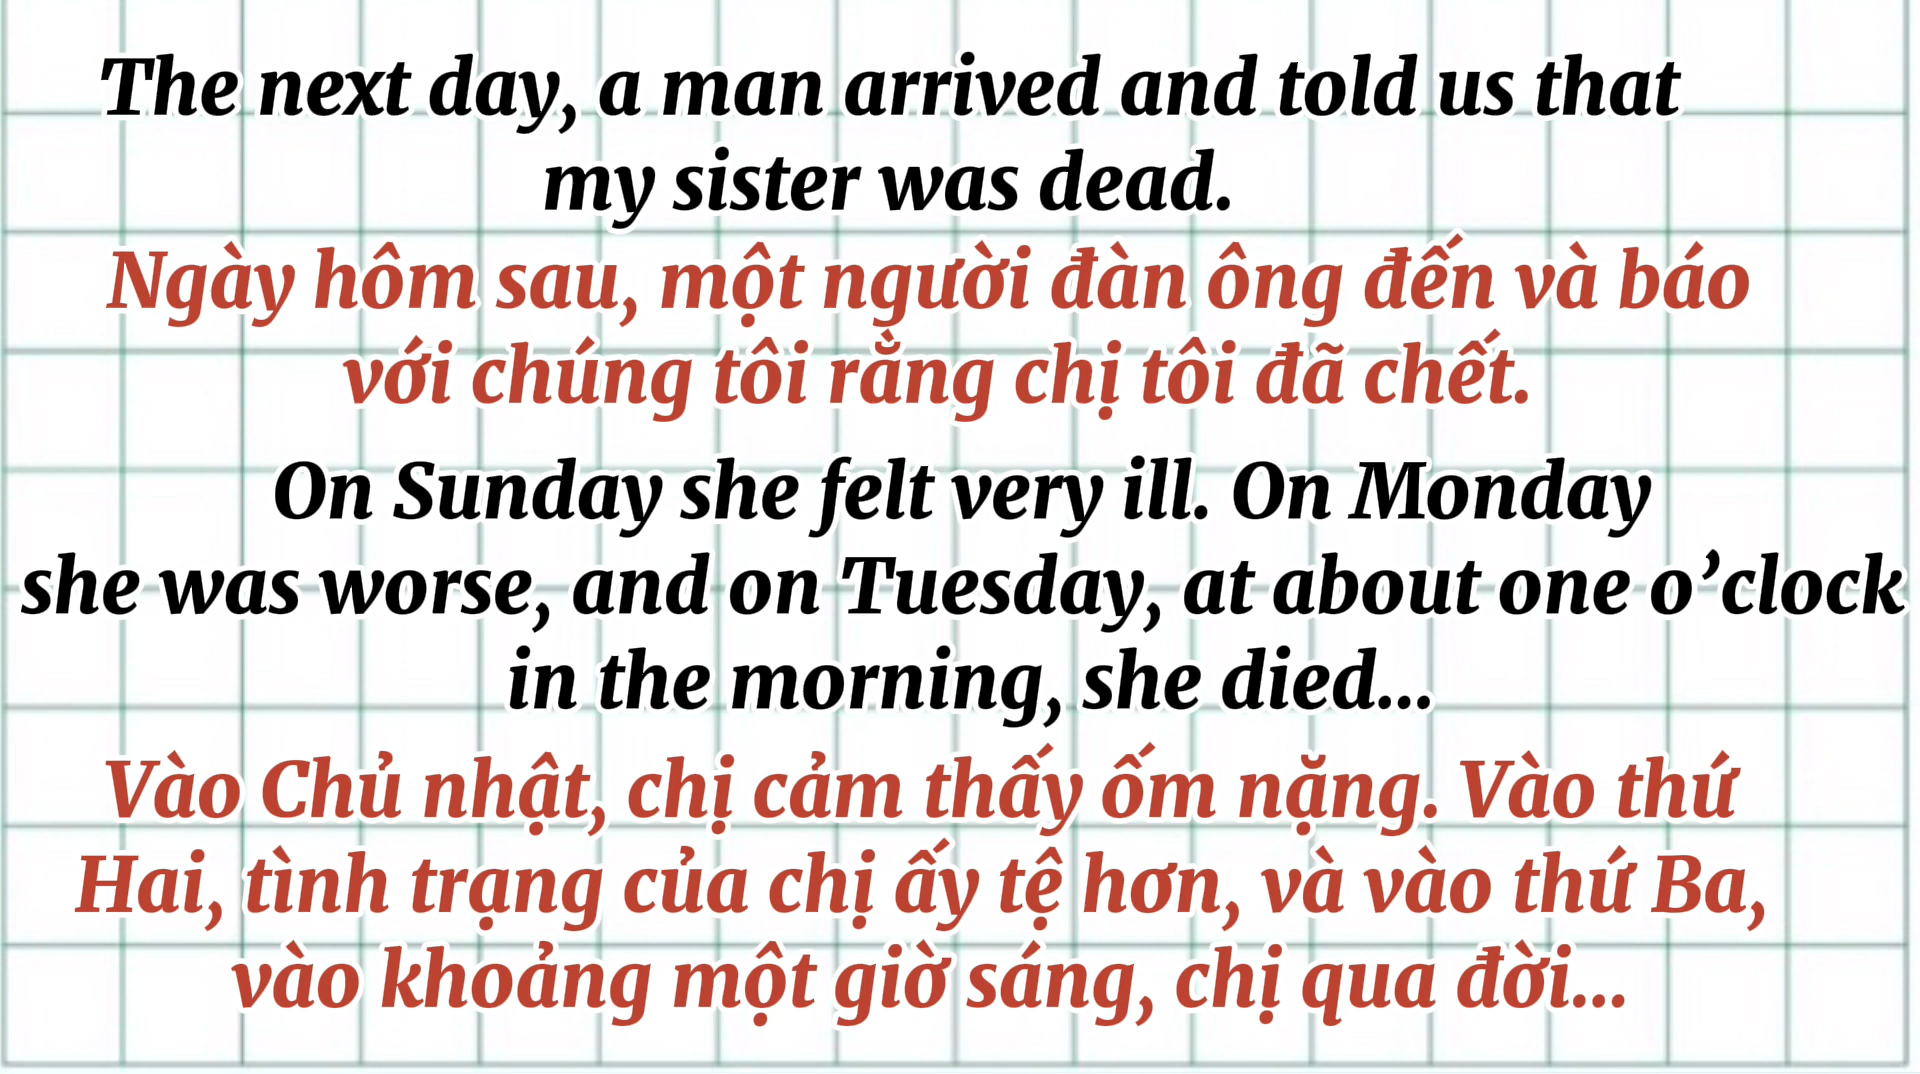 The next day, a man arrived and told us that
my sister was dead.
Ngày hôm sau, một người đàn ông đến và báo
với chúng tôi rằng chị tôi đã chết.
On Sunday she felt very ill. On Monday
she was worse, and on Tuesday, at about one o’clock
in the morning, she died...
Vào Chủ nhật, chị cảm thấy ốm nặng. Vào thứ
Hai, tình trạng của chị ấy tệ hơn, và vào thứ Ba,
vào khoảng một giờ sáng, chị qua đời...